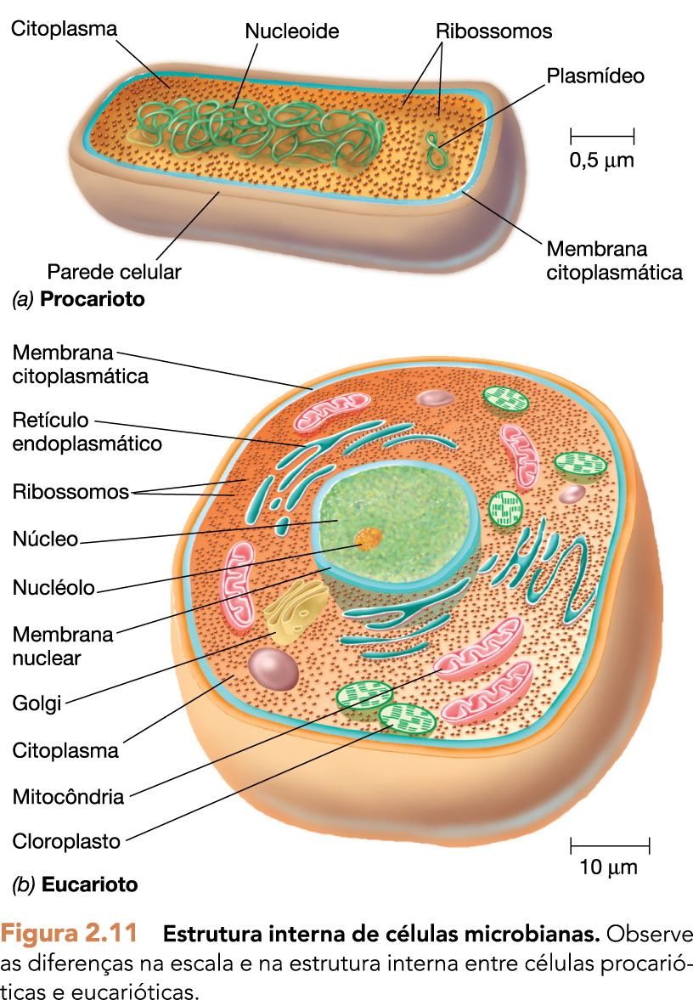 Citoplasma
Nucleoide
Ribossomos
Plasmídeo
0,5 µm
Membrana
citoplasmática
Parede celular
(a) Procarioto
Membrana
citoplasmática
Retículo
endoplasmático
Ribossomos
Núcleo
Nucléolo
Membrana
nuclear
Golgi
Citoplasma
Mitocôndria
Cloroplasto
10 µm
(b) Eucarioto
Figura 2.11 Estrutura interna de células microbianas. Observe
as diferenças na escala e na estrutura interna entre células procarió-
ticas e eucarióticas.